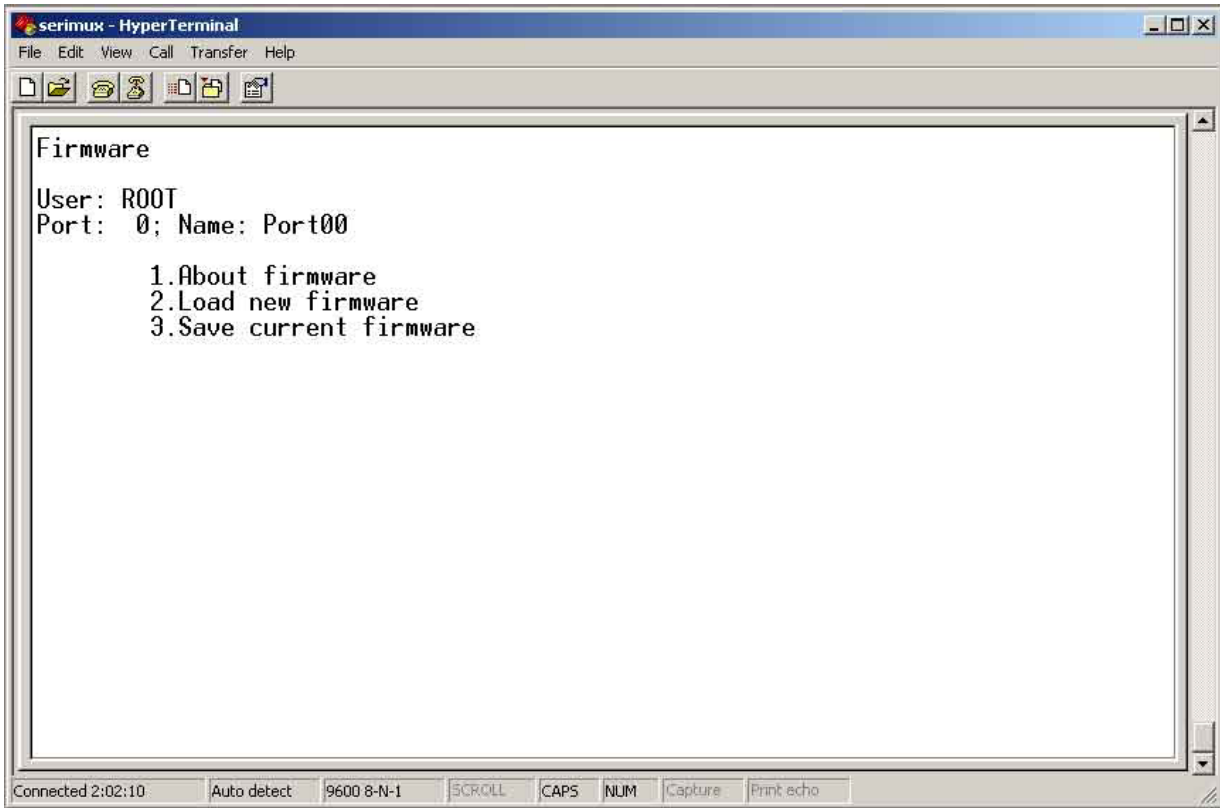 serimux - HyperTerminal
File Edit View Call Transfer Help
Firmware
User: ROOT
Port:  0; Name: Port00
1.About firmware
2.Load new firmware
3.Save current firmware
Connected 2:02:10 Auto detect 9600 8-N-1 SCROLL CAPS NUM Capture Print echo